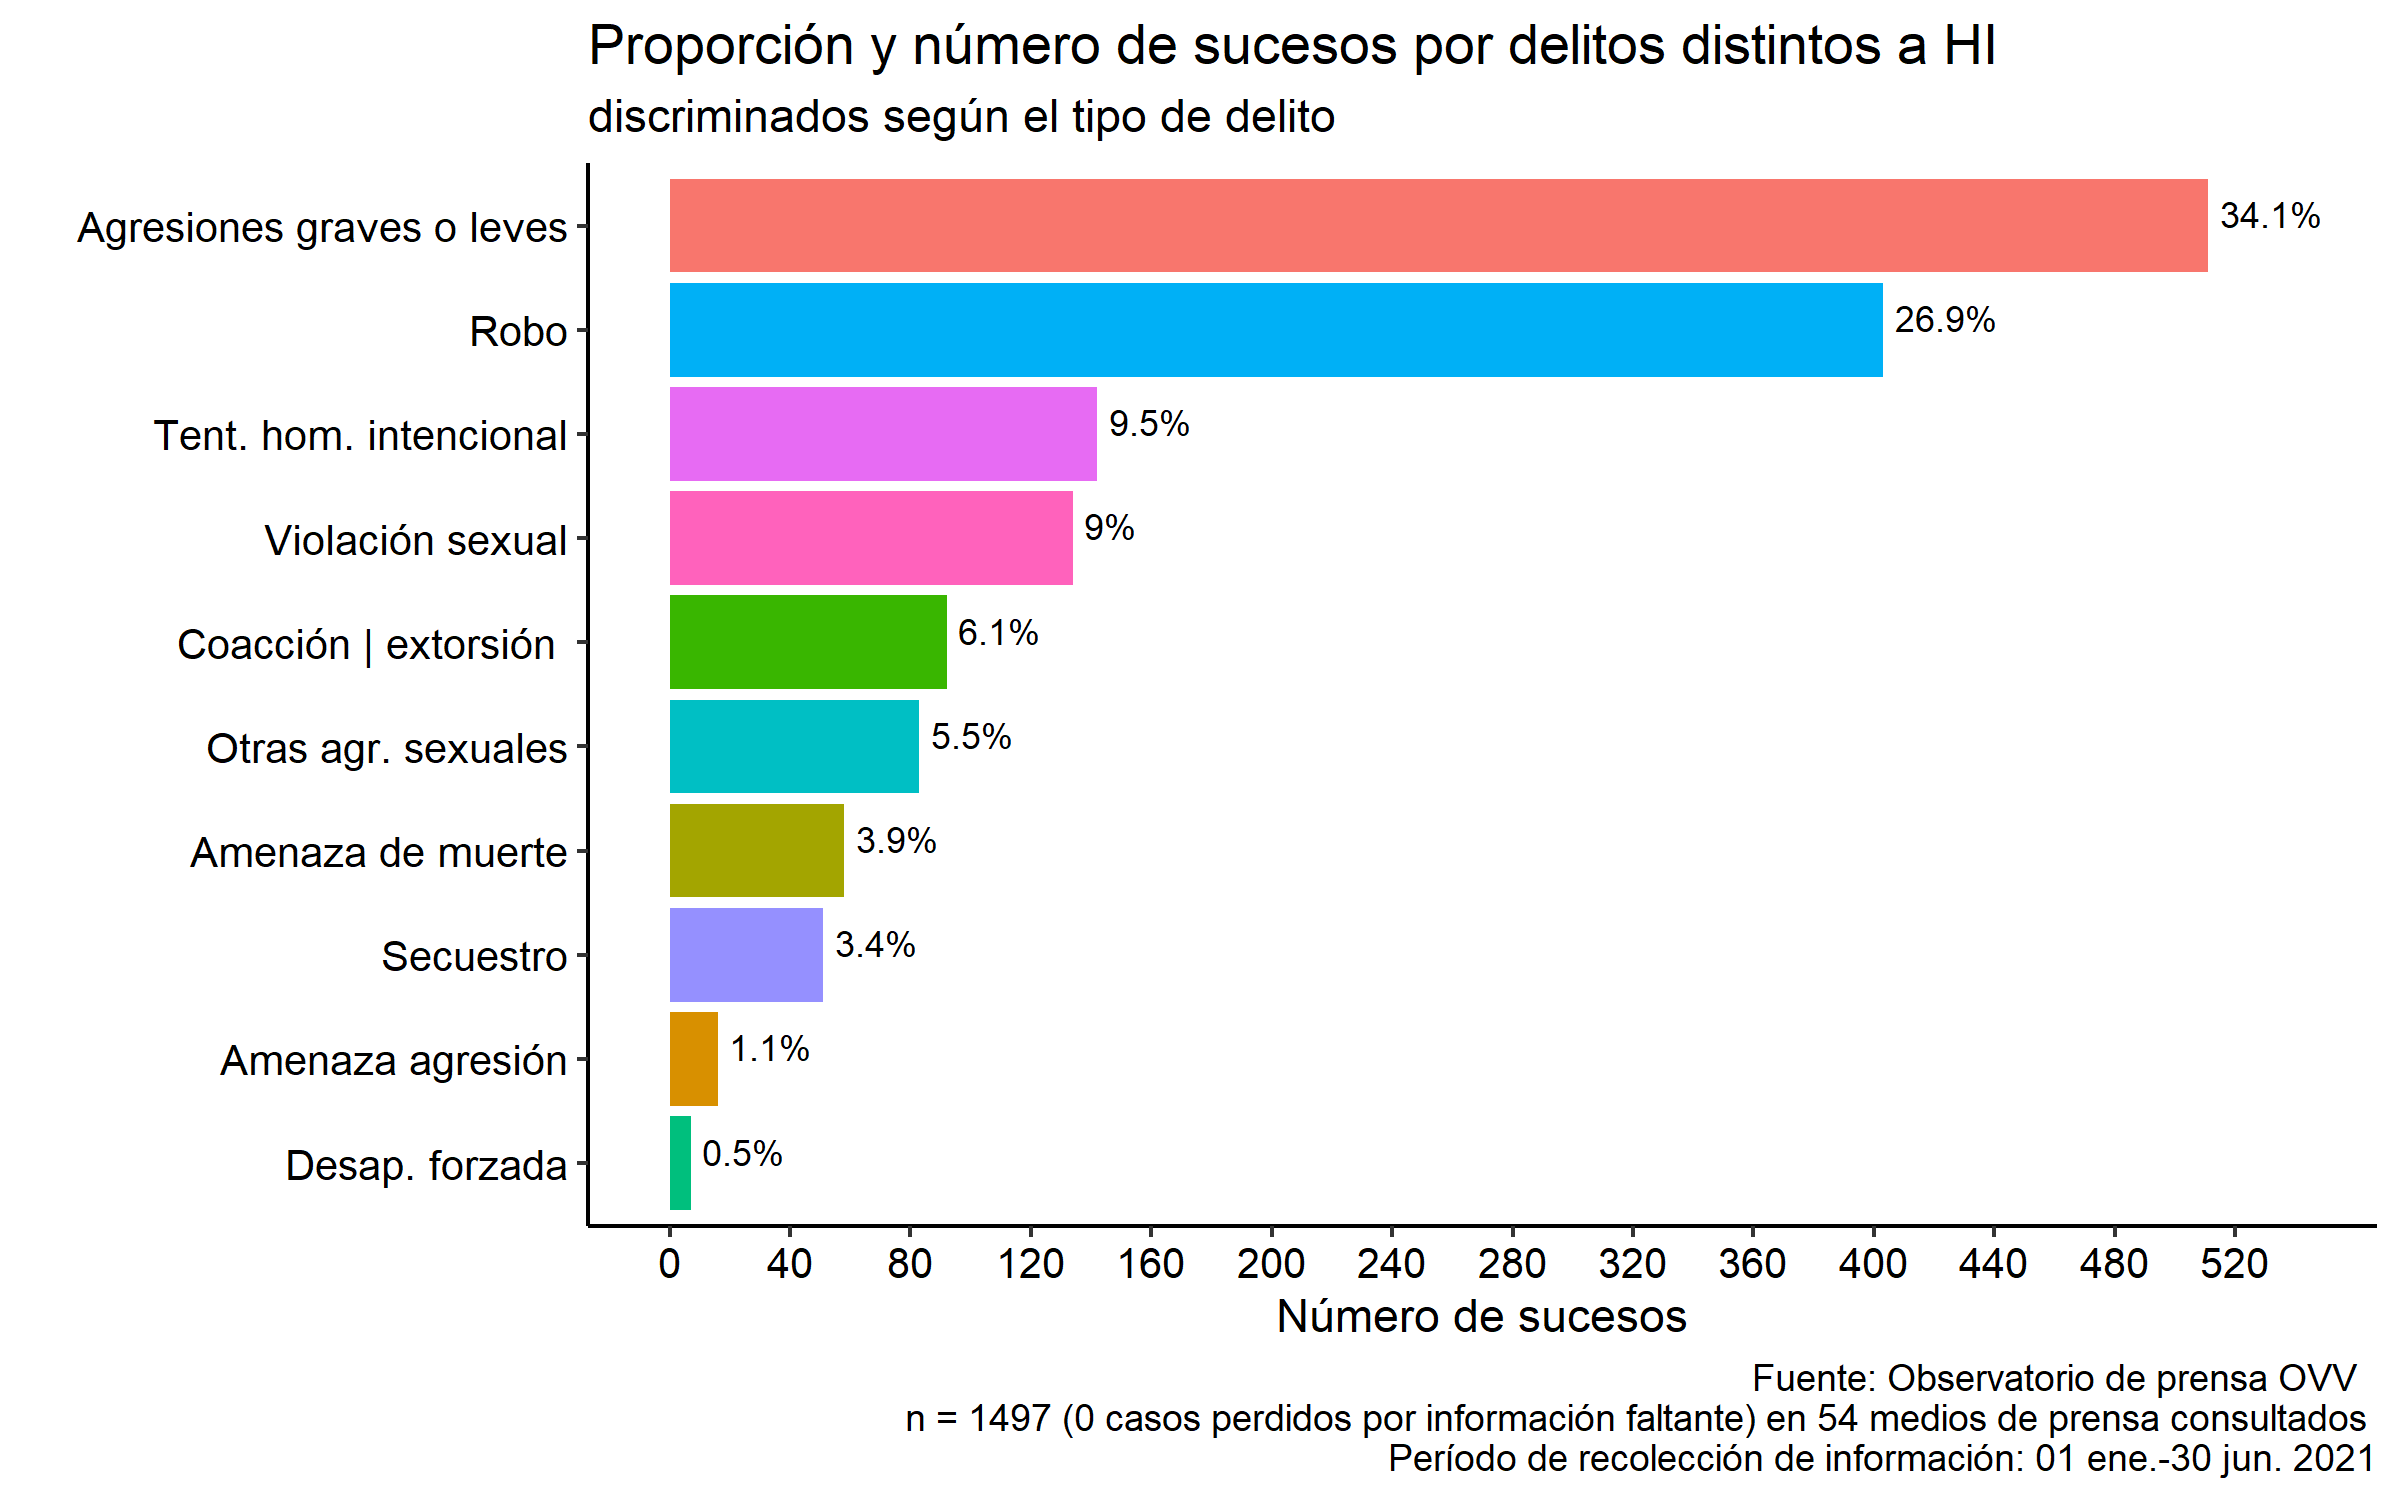 Proporción y número de sucesos por delitos distintos a HI
discriminados según el tipo de delito
Agresiones graves o leves
34.1%
Robo
26.9%
Tent. hom. intencional
9.5%
Violación sexual
9%
Coacción | extorsión
6.1%
Otras agr. sexuales
5.5%
Amenaza de muerte
3.9%
Secuestro
3.4%
Amenaza agresión
1.1%
Desap. forzada
0.5%
0 40 80 120 160 200 240 280 320 360 400 440 480 520
Número de sucesos
Fuente: Observatorio de prensa OVV
n = 1497 (0 casos perdidos por información faltante) en 54 medios de prensa consultados
Período de recolección de información: 01 ene.-30 jun. 2021